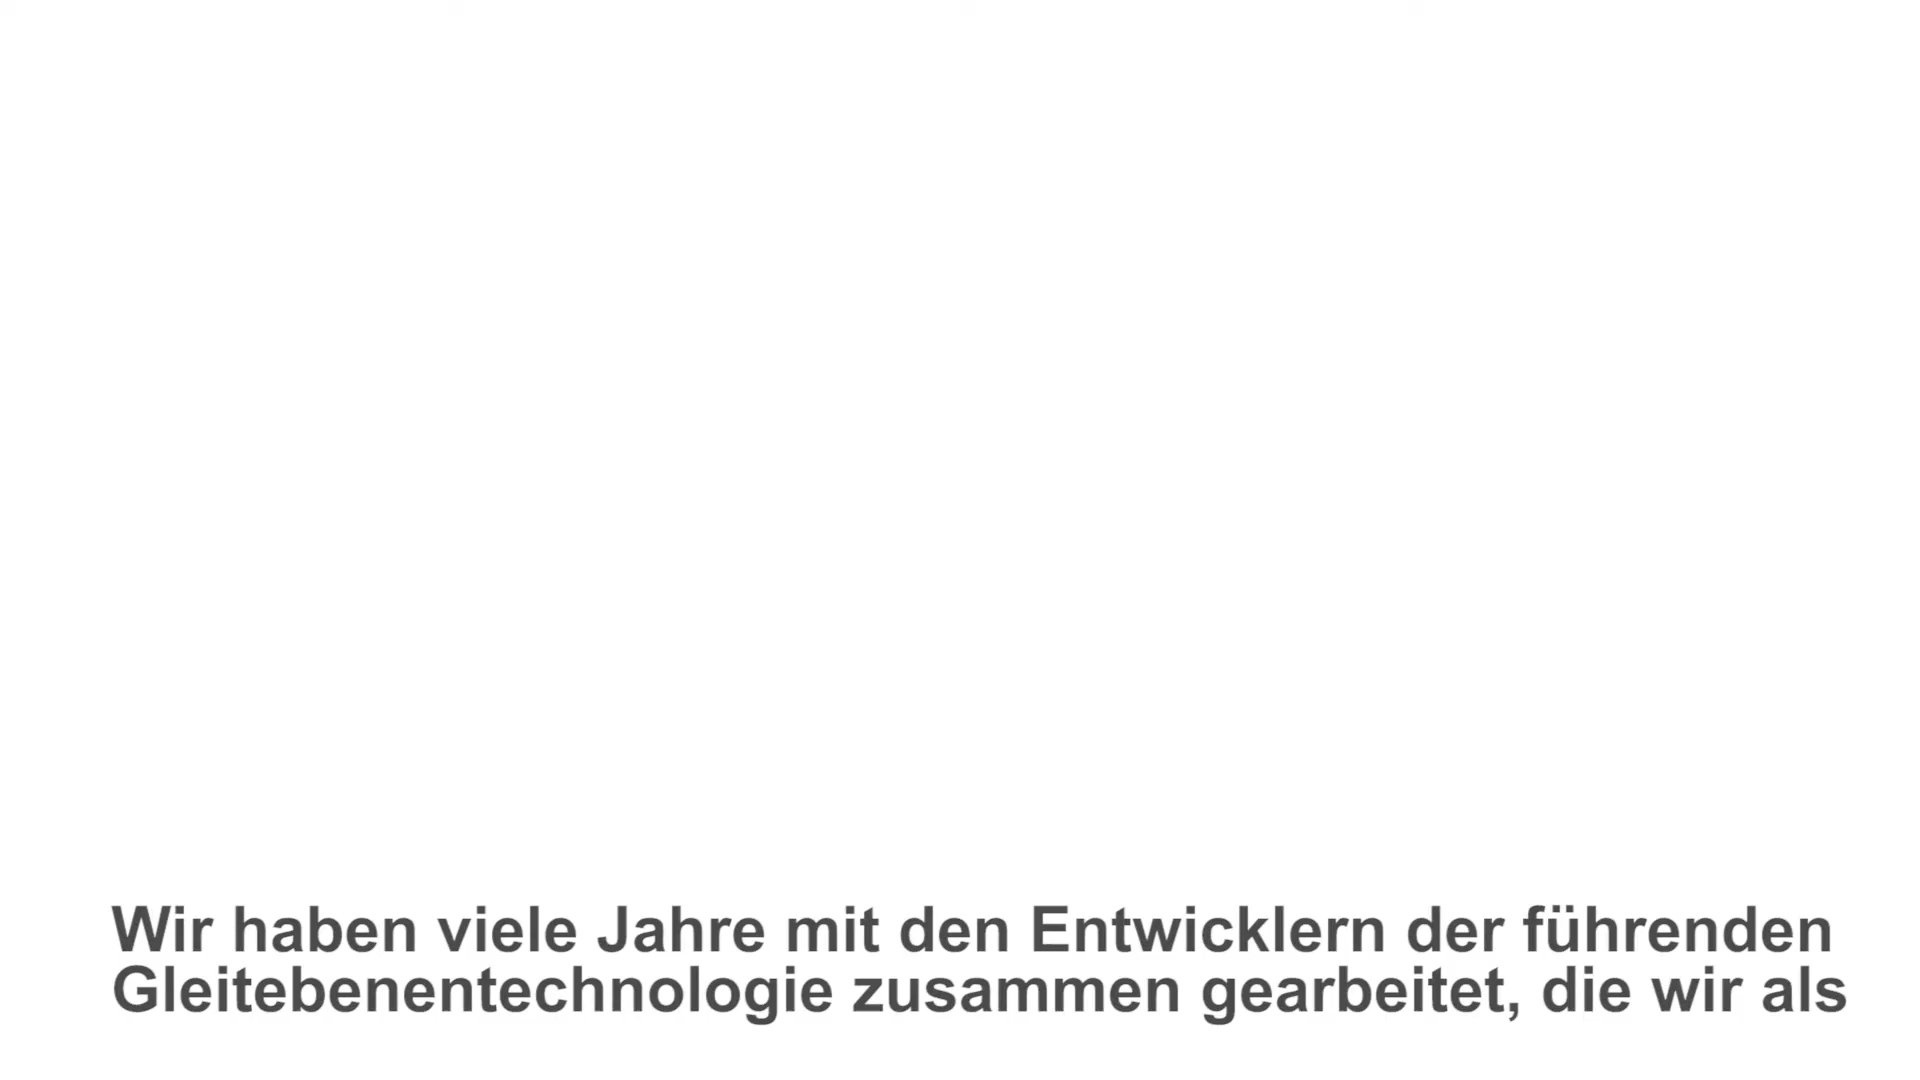 Wir haben viele Jahre mit den Entwicklern der führenden
Gleitebenentechnologie zusammen gearbeitet, die wir als